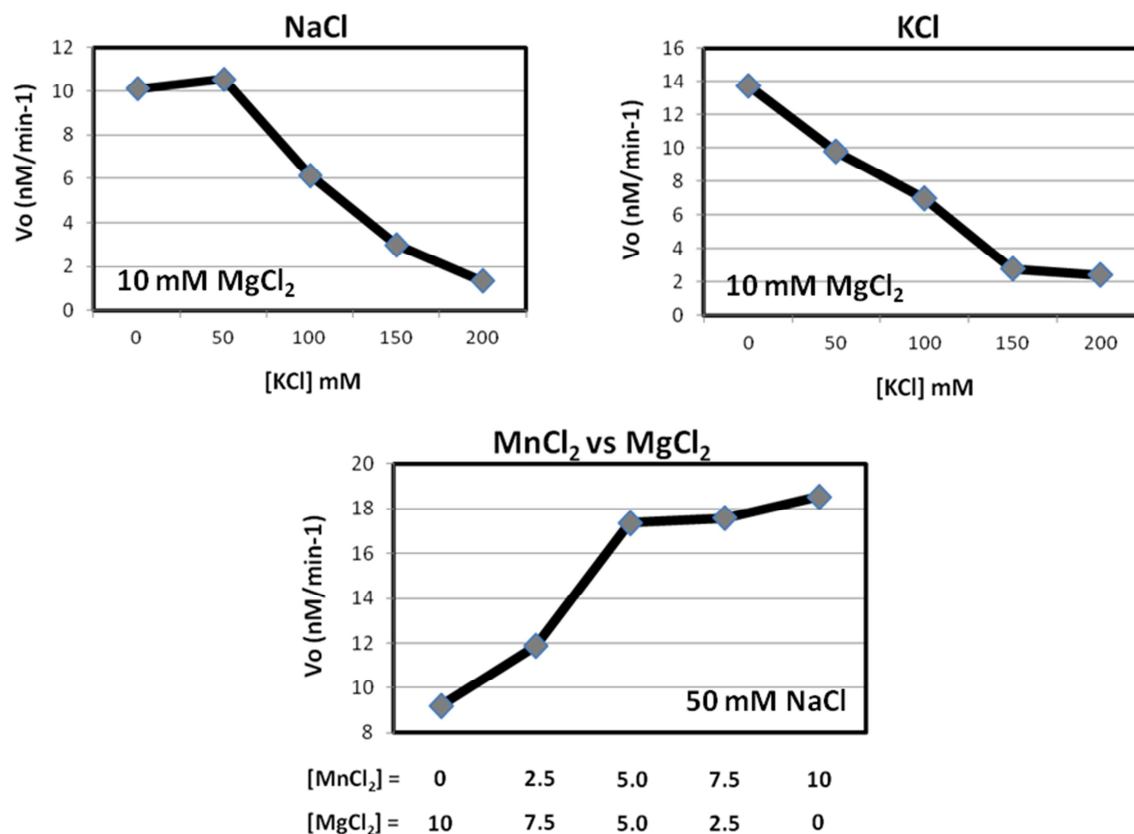 NaCl
12
10
8
6
4
2
0
Vo (nM/min-1)
10 mM MgCl₂
0 50 100 150 200
[KCl] mM
KCl
16
14
12
10
8
6
4
2
0
Vo (nM/min-1)
10 mM MgCl₂
0 50 100 150 200
[KCl] mM
MnCl₂ vs MgCl₂
20
18
16
14
12
10
8
Vo (nM/min-1)
50 mM NaCl
[MnCl₂] = 0 2.5 5.0 7.5 10
[MgCl₂] = 10 7.5 5.0 2.5 0